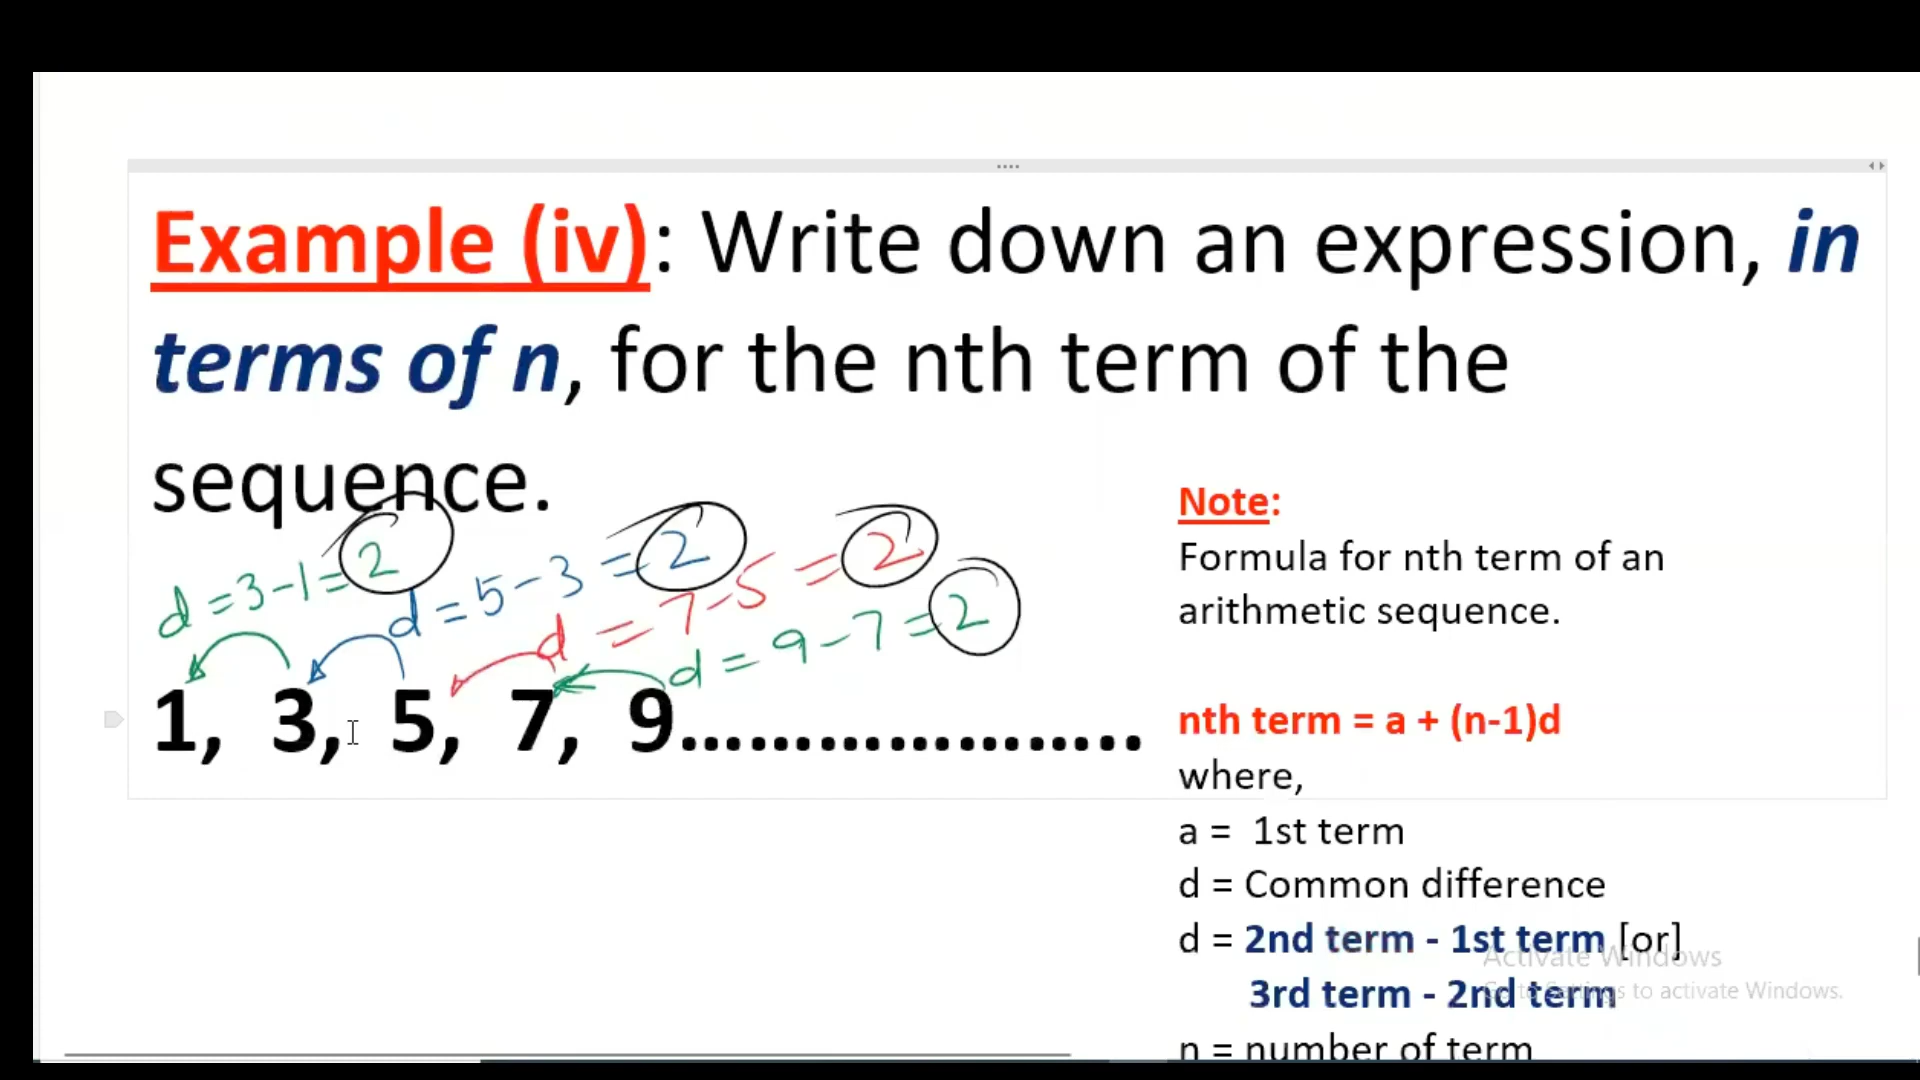 Example (iv): Write down an expression, in
terms of n, for the nth term of the
sequence.
d = 3 - 1 = 2
d = 5 - 3 = 2
d = 7 - 5 = 2
d = 9 - 7 = 2
1, 3, 5, 7, 9....................
Note:
Formula for nth term of an
arithmetic sequence.
nth term = a + (n-1)d
where,
a = 1st term
d = Common difference
d = 2nd term - 1st term [or]
3rd term - 2nd term
n = number of term
Activate Windows
Go to Settings to activate Windows.